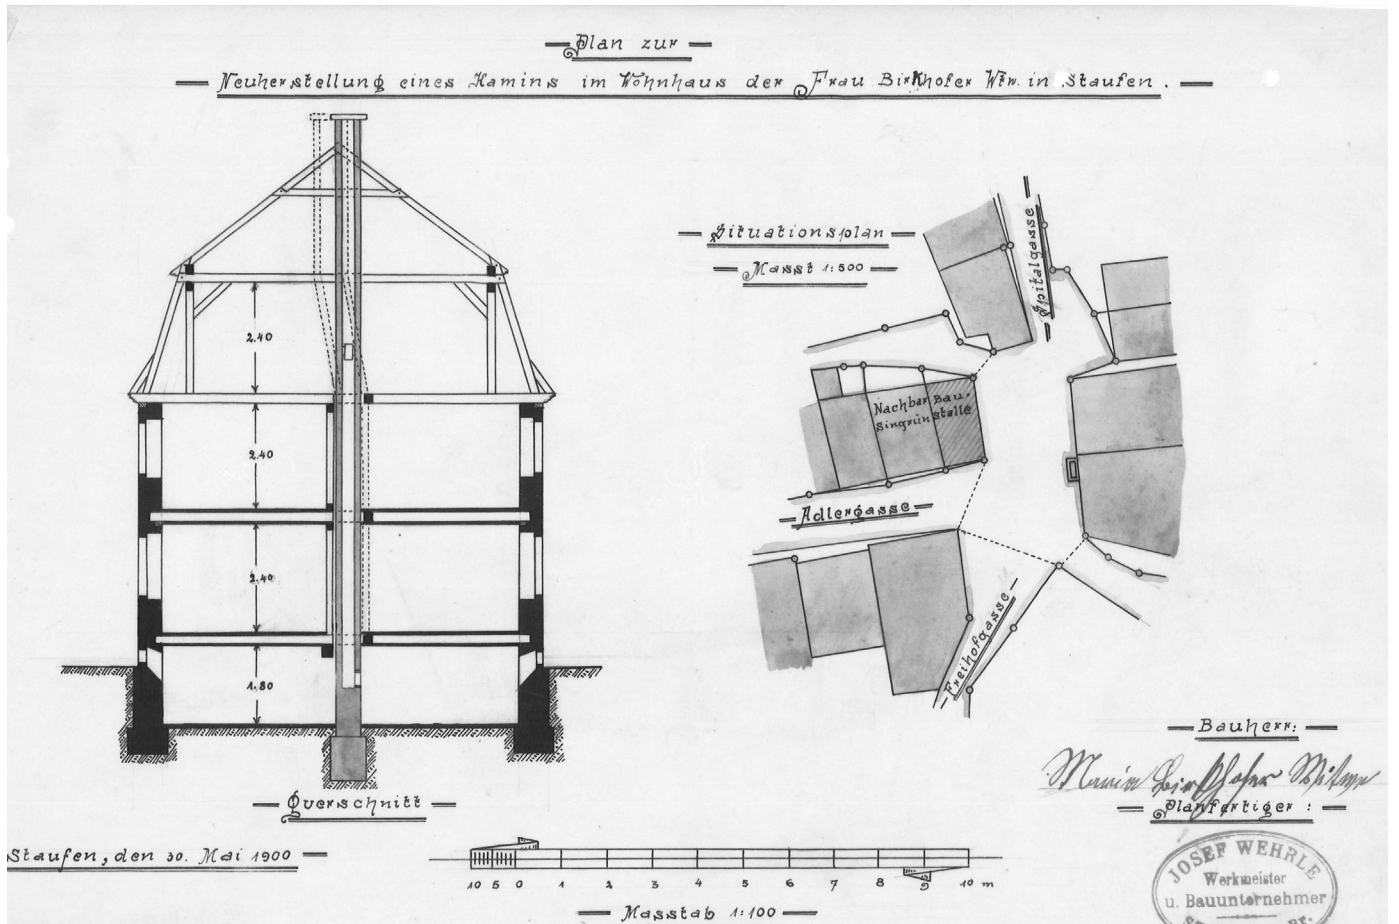 Plan zur
Neuherstellung eines Kamins im Wohnhaus der Frau Birkhofer Wtw. in Staufen.
Situationsplan
Masst 1:500
Spitalgasse
Nachbar
Singrün
Bau-
stelle
Adlergasse
Freihofgasse
2.40
2.40
2.40
1.80
Querschnitt
Bauherr:
Maria Birkhofer Witwe
Planfertiger:
JOSEF WEHRLE
Werkmeister
u. Bauunternehmer
Staufen, den 30. Mai 1900
10 5 0 1 2 3 4 5 6 7 8 9 10 m
Masstab 1:100